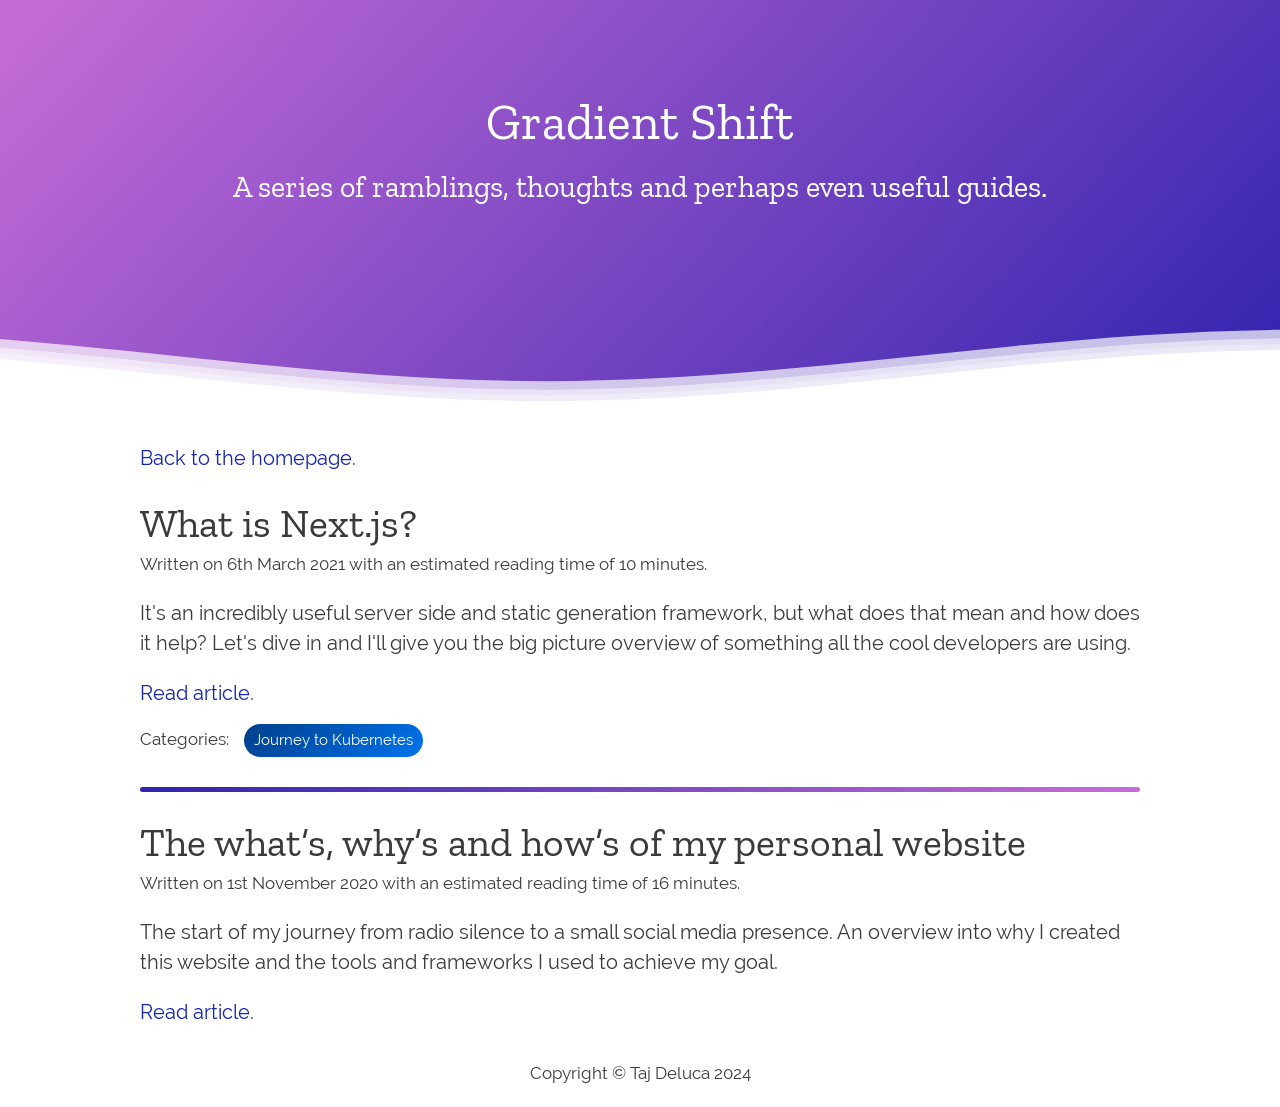 Gradient Shift
A series of ramblings, thoughts and perhaps even useful guides.
Back to the homepage.
What is Next.js?
Written on 6th March 2021 with an estimated reading time of 10 minutes.
It's an incredibly useful server side and static generation framework, but what does that mean and how does
it help? Let's dive in and I'll give you the big picture overview of something all the cool developers are using.
Read article.
Categories: Journey to Kubernetes
The what's, why's and how's of my personal website
Written on 1st November 2020 with an estimated reading time of 16 minutes.
The start of my journey from radio silence to a small social media presence. An overview into why I created
this website and the tools and frameworks I used to achieve my goal.
Read article.
Copyright © Taj Deluca 2024